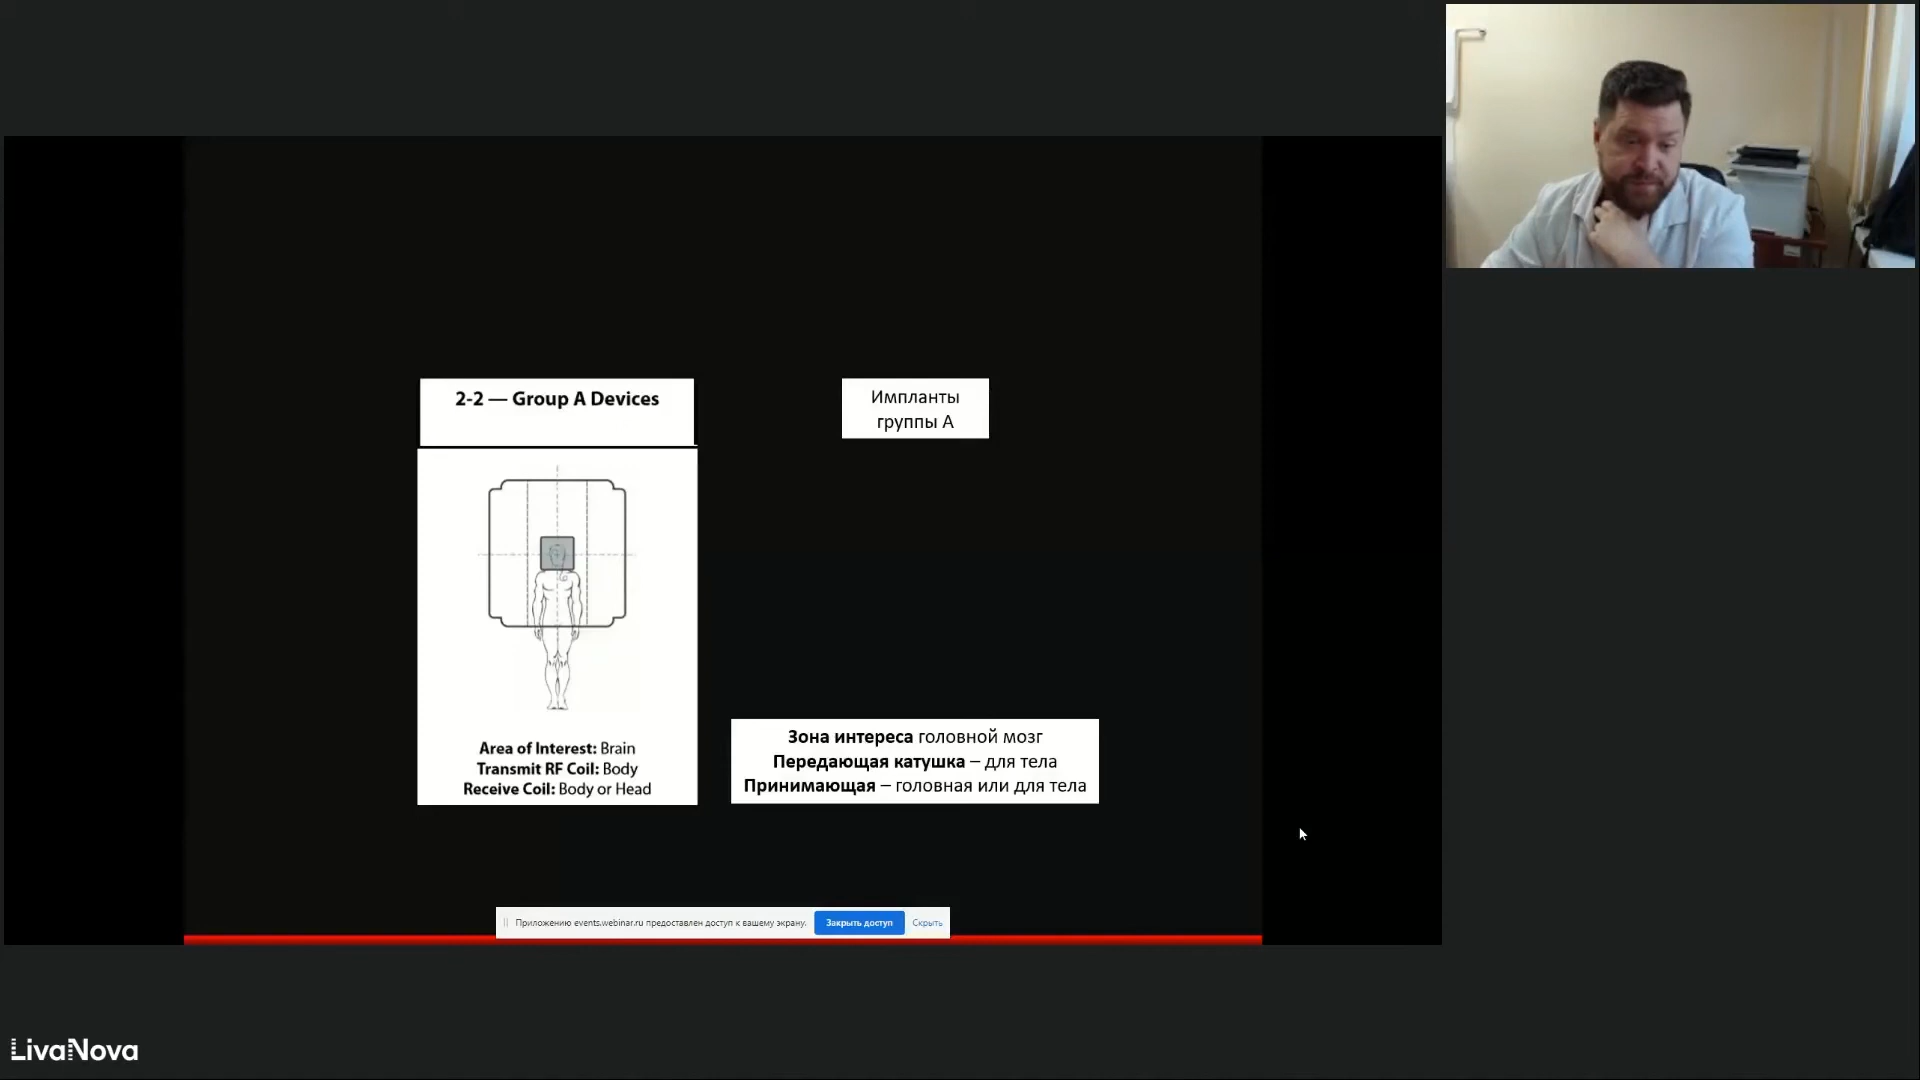 2-2 — Group A Devices
Импланты
группы А
Area of Interest: Brain
Transmit RF Coil: Body
Receive Coil: Body or Head
Зона интереса головной мозг
Передающая катушка – для тела
Принимающая – головная или для тела
Приложению events.webinar.ru предоставлен доступ к вашему экрану.
Закрыть доступ
Скрыть
LivaNova